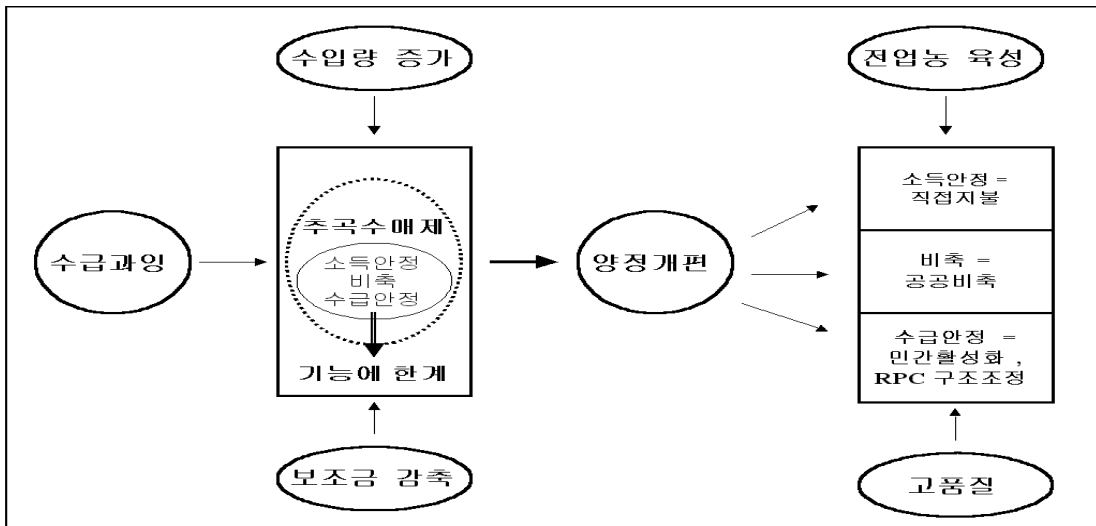 수입량 증가
전업농 육성
수급과잉
추곡수매제
소득안정
비축
수급안정
기능에 한계
양정개편
소득안정 =
직접지불
비축 =
공공비축
수급안정 =
민간활성화 ,
RPC 구조조정
보조금 감축
고품질